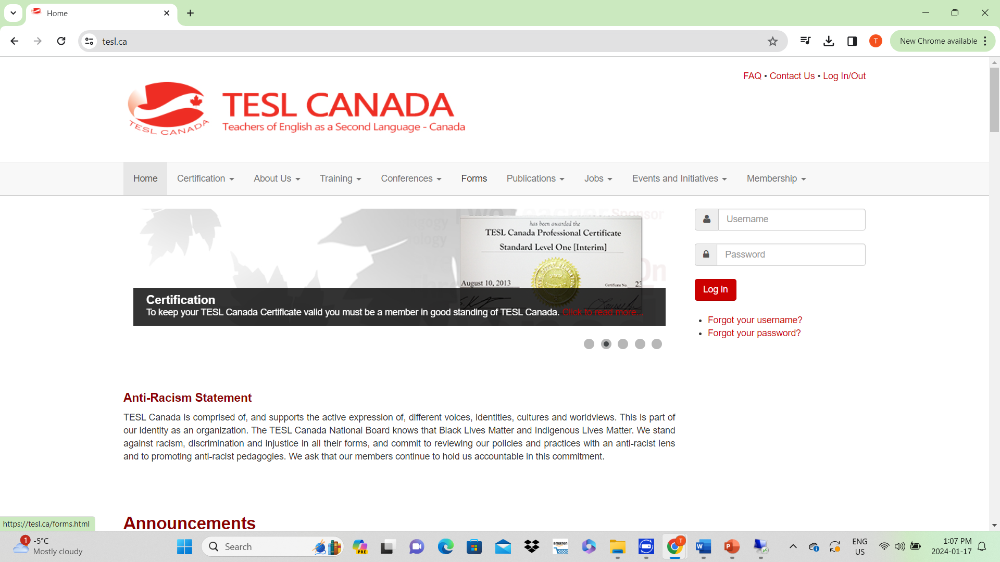 Home
tesl.ca
New Chrome available
T
FAQ • Contact Us • Log In/Out
TESL CANADA
TESL CANADA
Teachers of English as a Second Language - Canada
Home Certification About Us Training Conferences Forms Publications Jobs Events and Initiatives Membership
Sponsor
has been awarded the
TESL Canada Professional Certificate
Standard Level One [Interim]
August 10, 2013
Certificate No. 23
Certification
To keep your TESL Canada Certificate valid you must be a member in good standing of TESL Canada. Click to read more...
Username
Password
Log in
• Forgot your username?
• Forgot your password?
Anti-Racism Statement
TESL Canada is comprised of, and supports the active expression of, different voices, identities, cultures and worldviews. This is part of
our identity as an organization. The TESL Canada National Board knows that Black Lives Matter and Indigenous Lives Matter. We stand
against racism, discrimination and injustice in all their forms, and commit to reviewing our policies and practices with an anti-racist lens
and to promoting anti-racist pedagogies. We ask that our members continue to hold us accountable in this commitment.
Announcements
https://tesl.ca/forms.html
1
-5°C
Mostly cloudy
Search
PRE
amazon
T
W
P
ENG
US
1:07 PM
2024-01-17